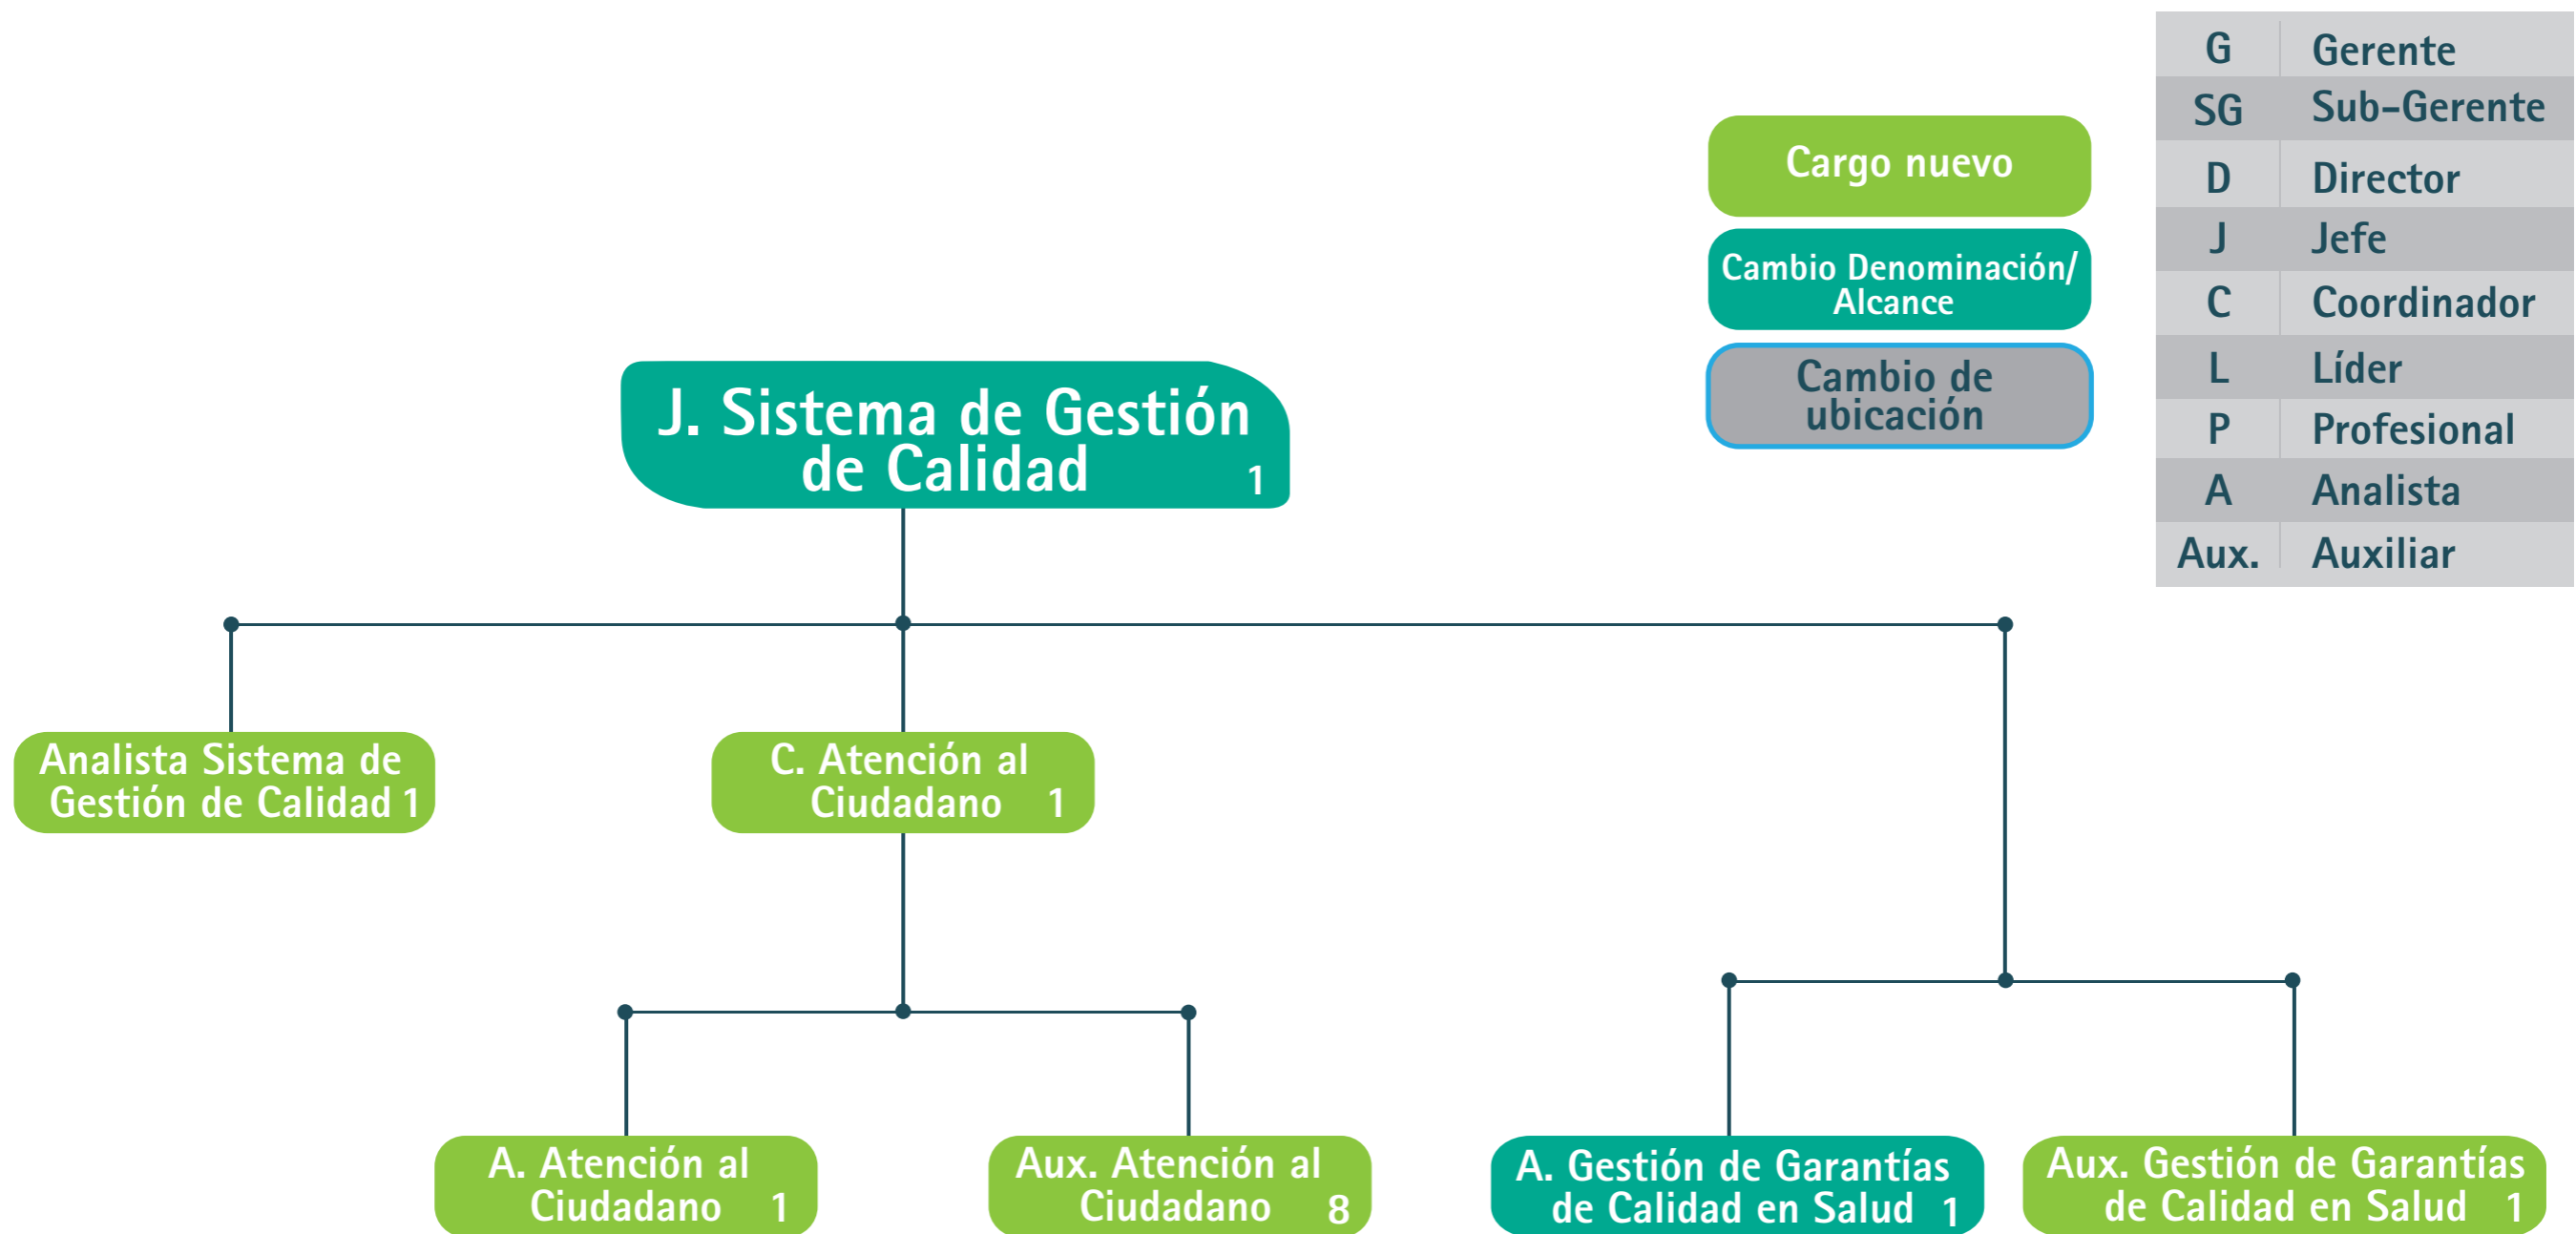 G Gerente
SG Sub-Gerente
D Director
J Jefe
C Coordinador
L Líder
P Profesional
A Analista
Aux. Auxiliar
Cargo nuevo
Cambio Denominación/
Alcance
Cambio de
ubicación
J. Sistema de Gestión
de Calidad 1
Analista Sistema de
Gestión de Calidad 1
C. Atención al
Ciudadano 1
A. Atención al
Ciudadano 1
Aux. Atención al
Ciudadano 8
A. Gestión de Garantías
de Calidad en Salud 1
Aux. Gestión de Garantías
de Calidad en Salud 1